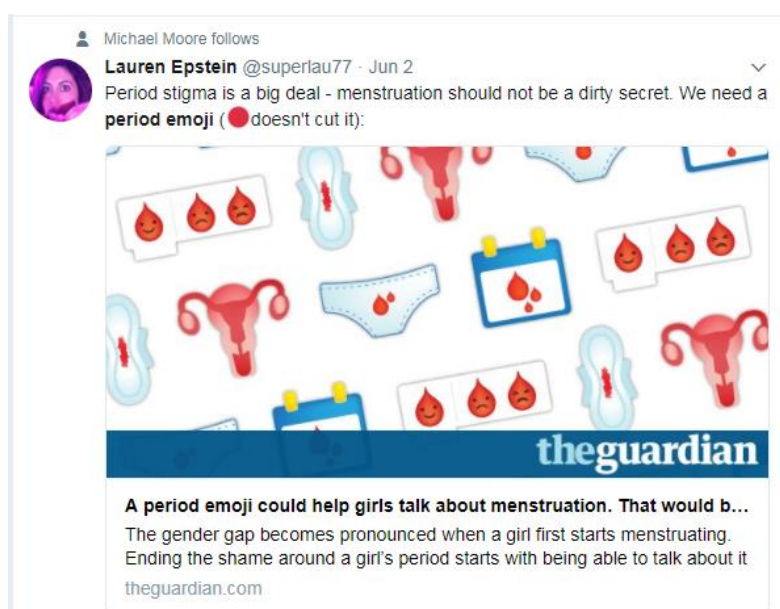 Michael Moore follows
Lauren Epstein @superlau77 · Jun 2
Period stigma is a big deal - menstruation should not be a dirty secret. We need a
period emoji (🔴doesn't cut it):
theguardian
A period emoji could help girls talk about menstruation. That would b...
The gender gap becomes pronounced when a girl first starts menstruating.
Ending the shame around a girl's period starts with being able to talk about it
theguardian.com